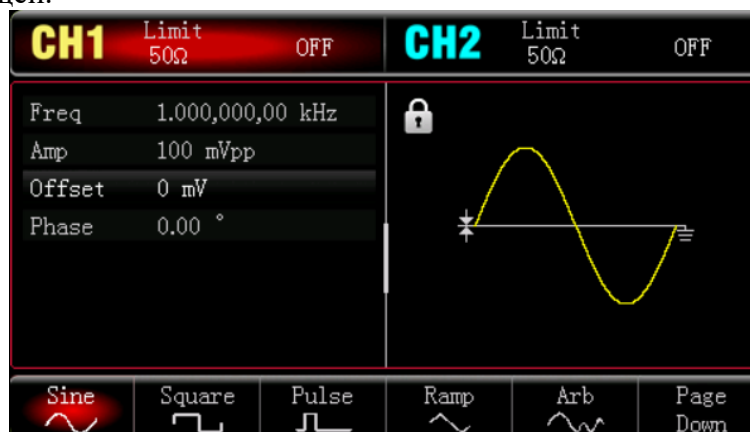 CH1 Limit 50Ω OFF CH2 Limit 50Ω OFF
Freq 1.000,000,00 kHz
Amp 100 mVpp
Offset 0 mV
Phase 0.00 °
Sine Square Pulse Ramp Arb Page Down